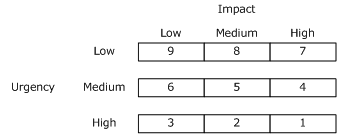 Impact
Low Medium High
Low 9 8 7
Urgency Medium 6 5 4
High 3 2 1